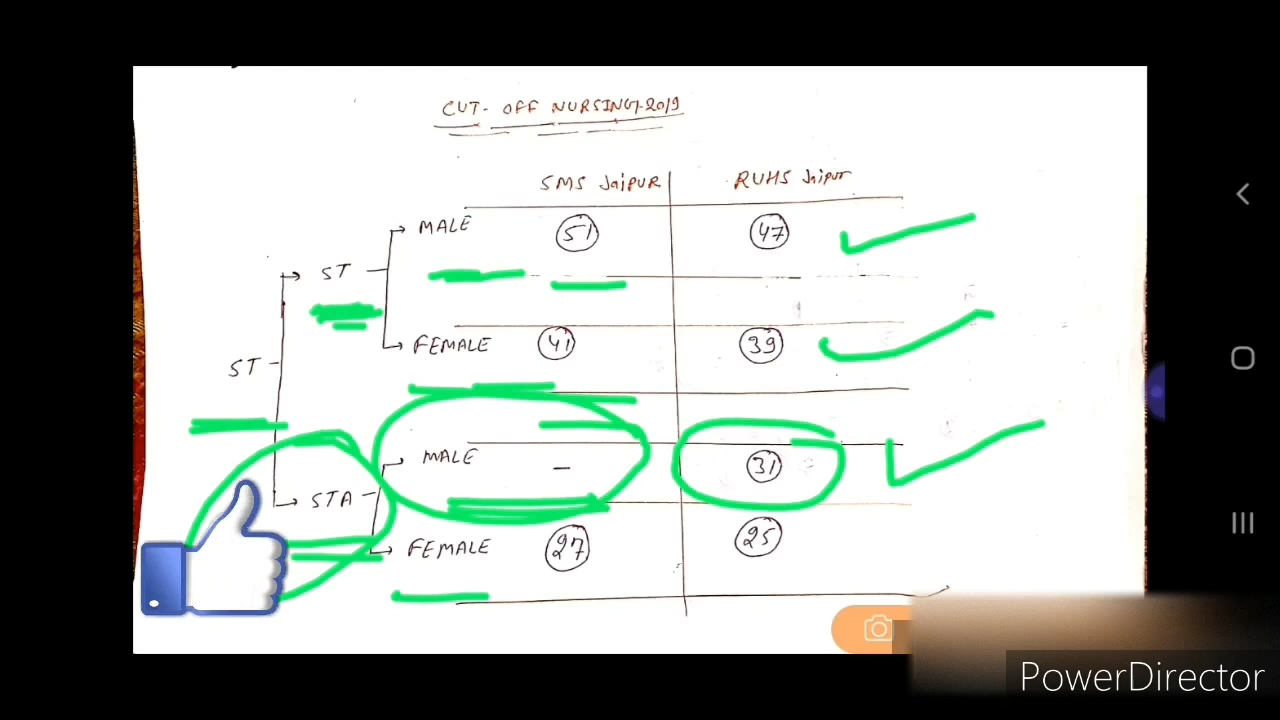 CUT-OFF NURSING-2019
SMS Jaipur RUHS Jaipur
MALE 51 47
ST
FEMALE 41 39
ST
MALE - 31
STA
FEMALE 27 25
PowerDirector